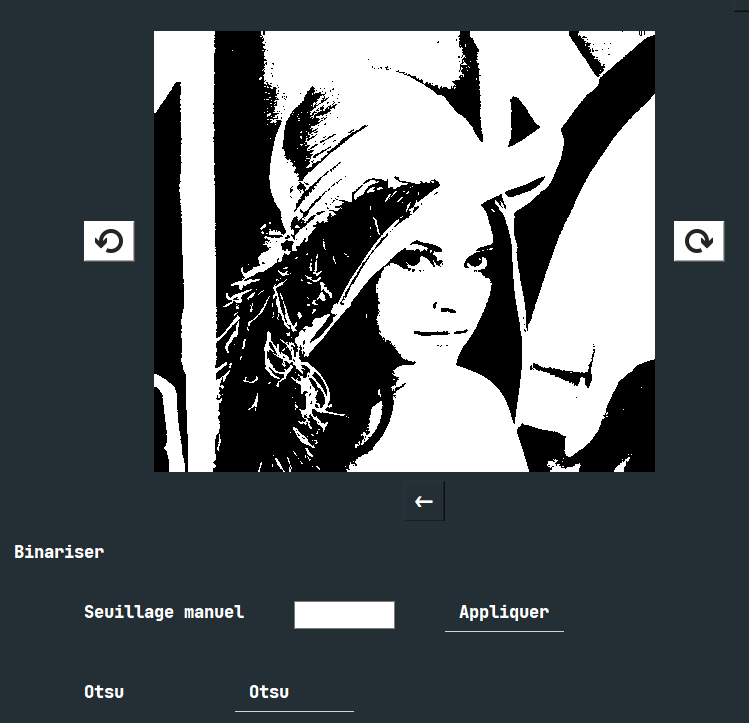 Binariser
Seuillage manuel Appliquer
Otsu Otsu